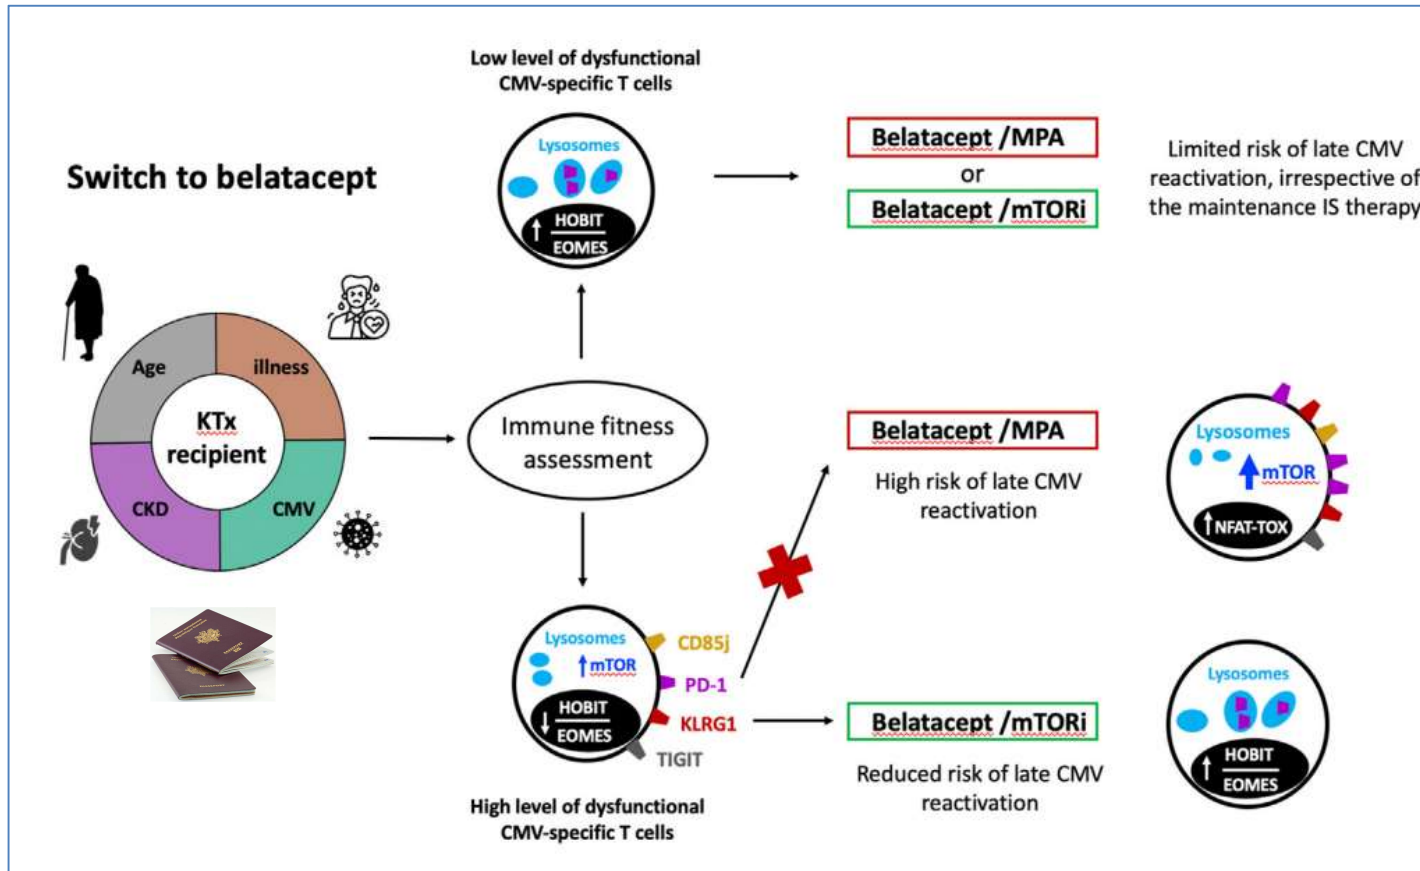 Switch to belatacept
Age
illness
KTx
recipient
CKD
CMV
Immune fitness
assessment
Low level of dysfunctional
CMV-specific T cells
Lysosomes
↑ HOBIT
EOMES
Belatacept /MPA
or
Belatacept /mTORi
Limited risk of late CMV
reactivation, irrespective of
the maintenance IS therapy
Lysosomes
↑ mTOR
↓ HOBIT
EOMES
CD85j
PD-1
KLRG1
TIGIT
High level of dysfunctional
CMV-specific T cells
Belatacept /MPA
High risk of late CMV
reactivation
Lysosomes
↑ mTOR
↑ NFAT-TOX
Belatacept /mTORi
Reduced risk of late CMV
reactivation
Lysosomes
↑ HOBIT
EOMES